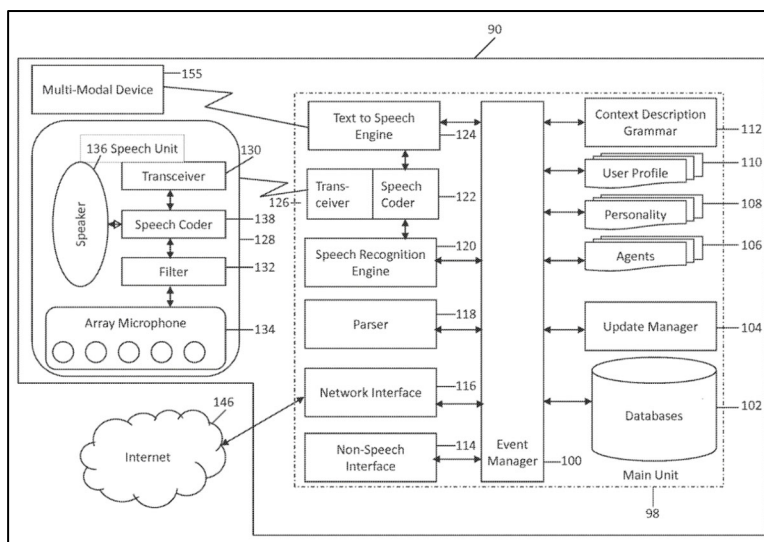 90
155
Multi-Modal Device
136 Speech Unit
130
Transceiver
Speaker
Speech Coder
138
128
Filter
132
Array Microphone
134
146
Internet
Text to Speech
Engine
124
126
Trans-
ceiver
Speech
Coder
122
Speech Recognition
Engine
120
Parser
118
Network Interface
116
Non-Speech
Interface
114
Event
Manager
100
Context Description
Grammar
112
User Profile
110
Personality
108
Agents
106
Update Manager
104
Databases
102
Main Unit
98